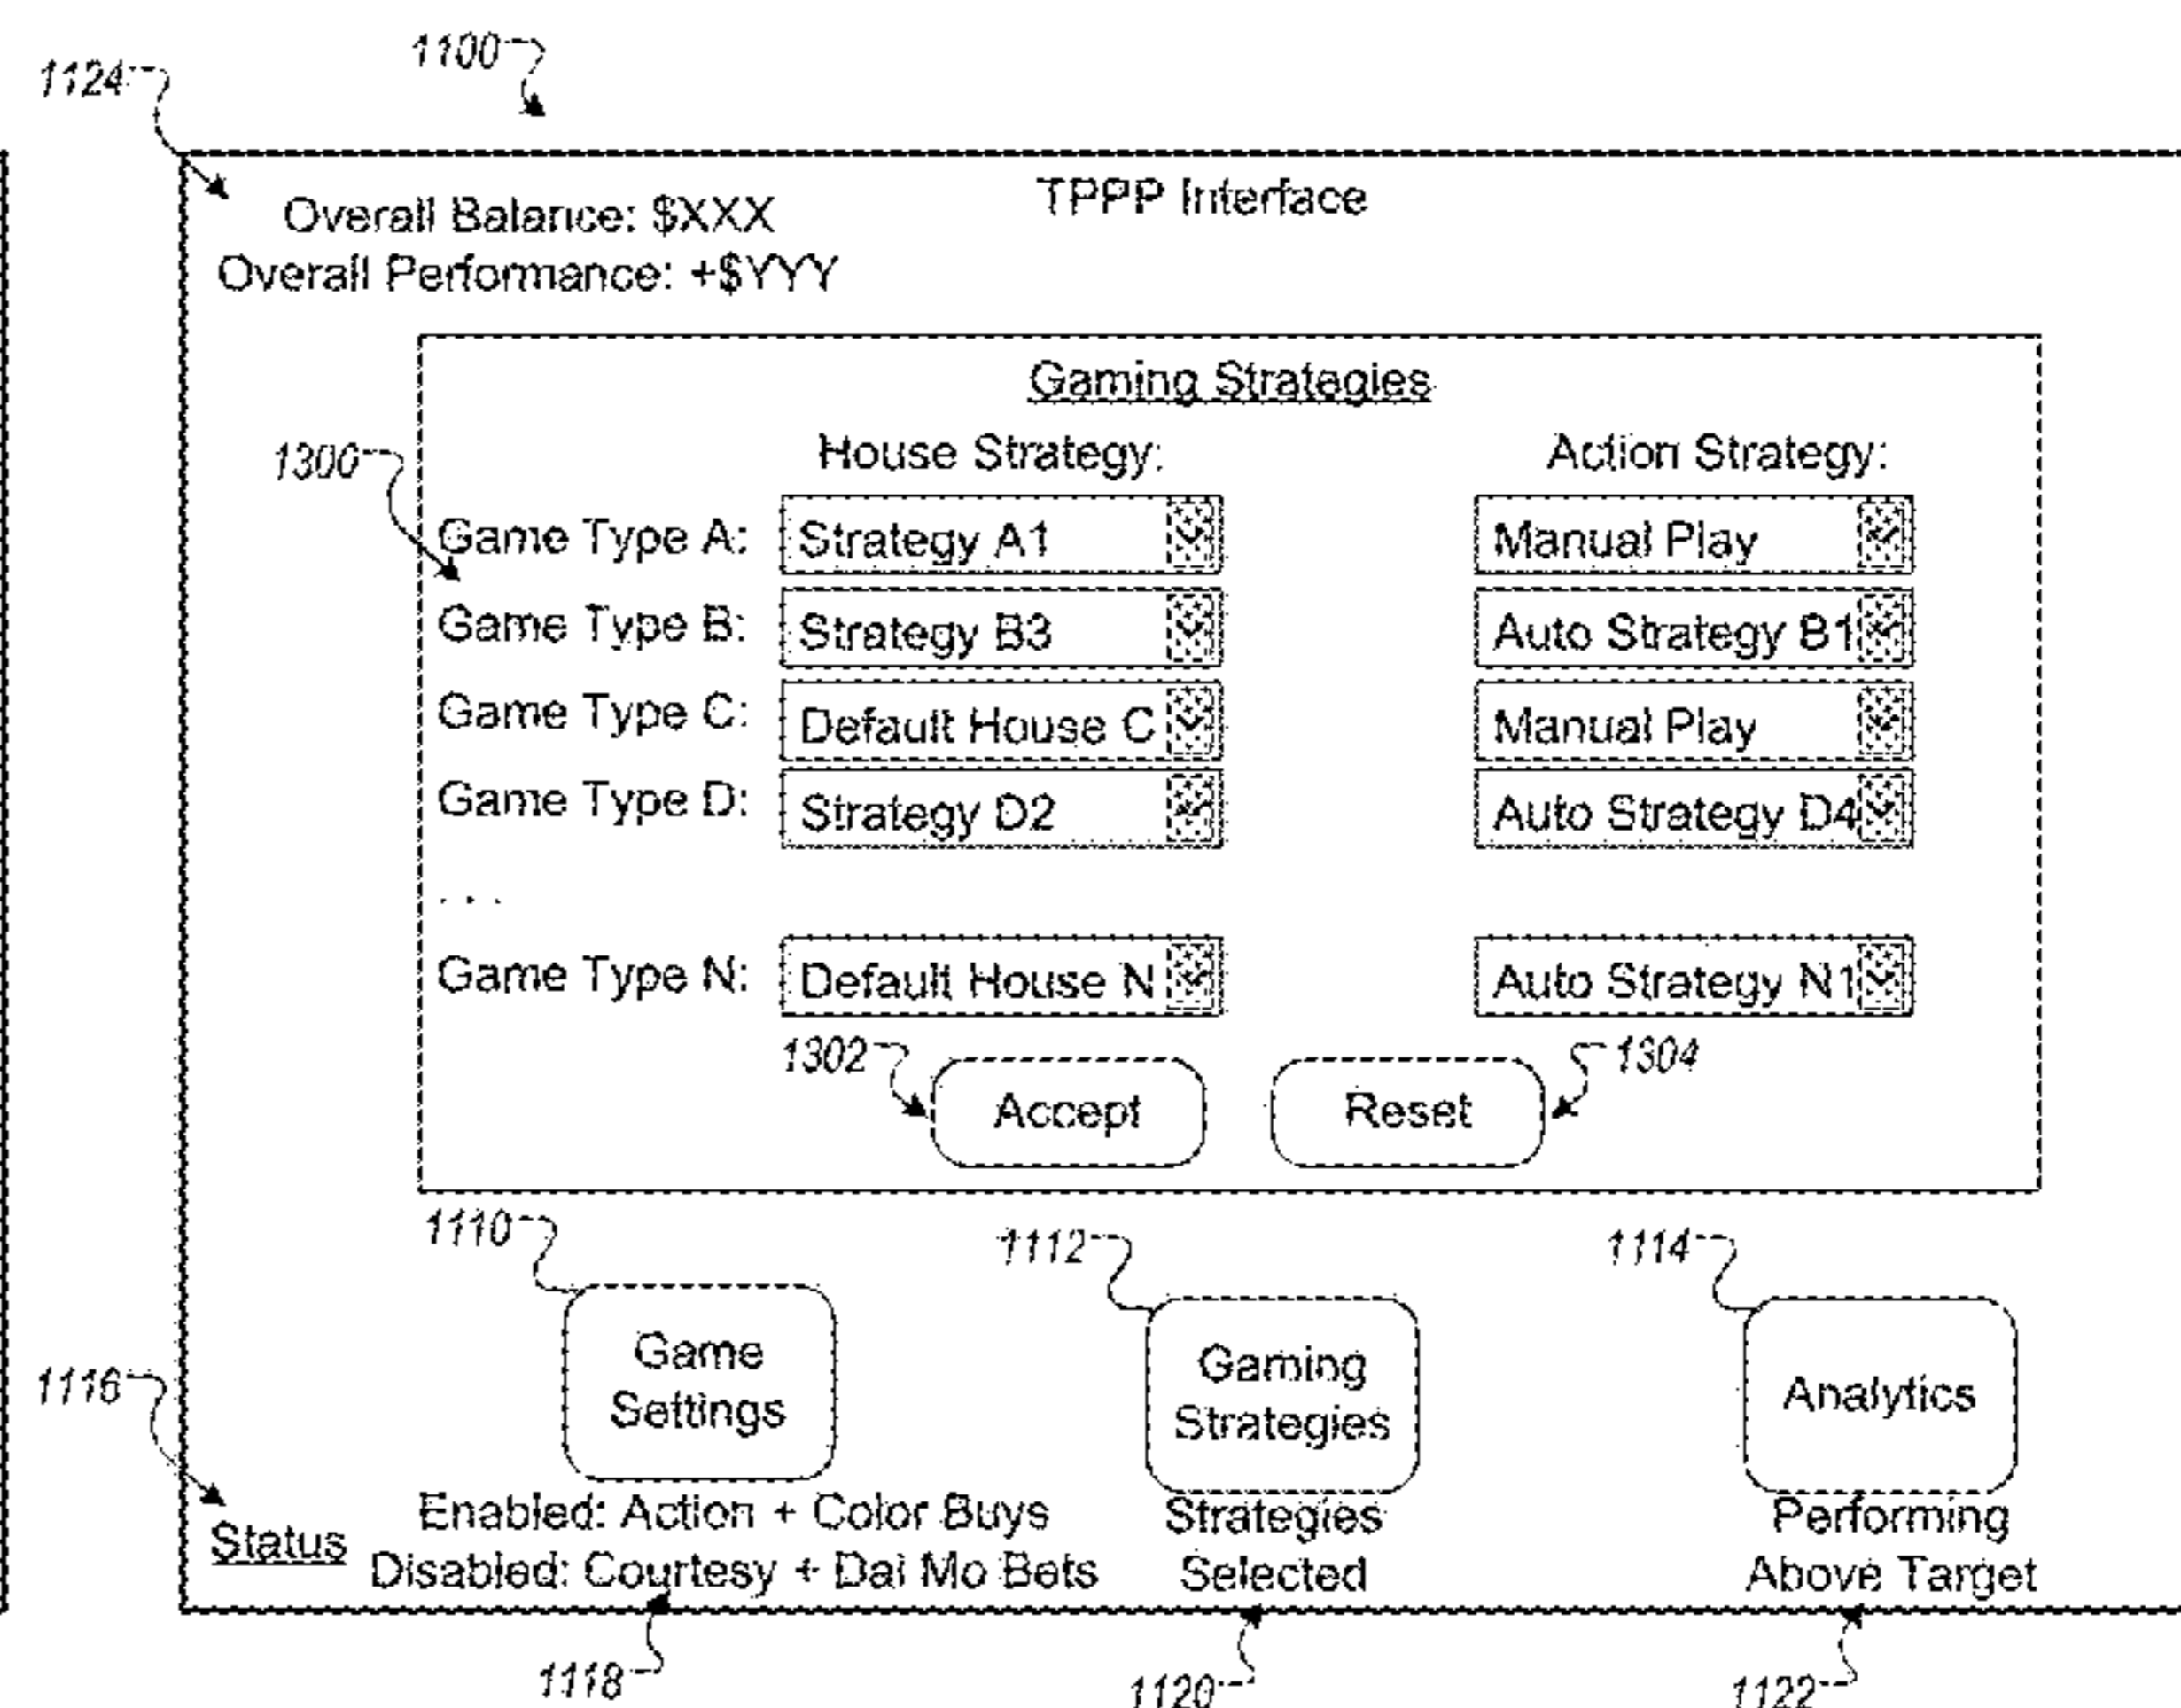 1100
1124
TPPP Interface
Overall Balance: $XXX
Overall Performance: +$YYY
Gaming Strategies
House Strategy: Action Strategy:
1300
Game Type A: Strategy A1 Manual Play
Game Type B: Strategy B3 Auto Strategy B1
Game Type C: Default House C Manual Play
Game Type D: Strategy D2 Auto Strategy D4
. . .
Game Type N: Default House N Auto Strategy N1
1302 1304
Accept Reset
1110 1112 1114
Game
Settings
Gaming
Strategies
Analytics
1116
Status
Enabled: Action + Color Buys
Disabled: Courtesy + Dai Mo Bets
Strategies
Selected
Performing
Above Target
1118 1120 1122